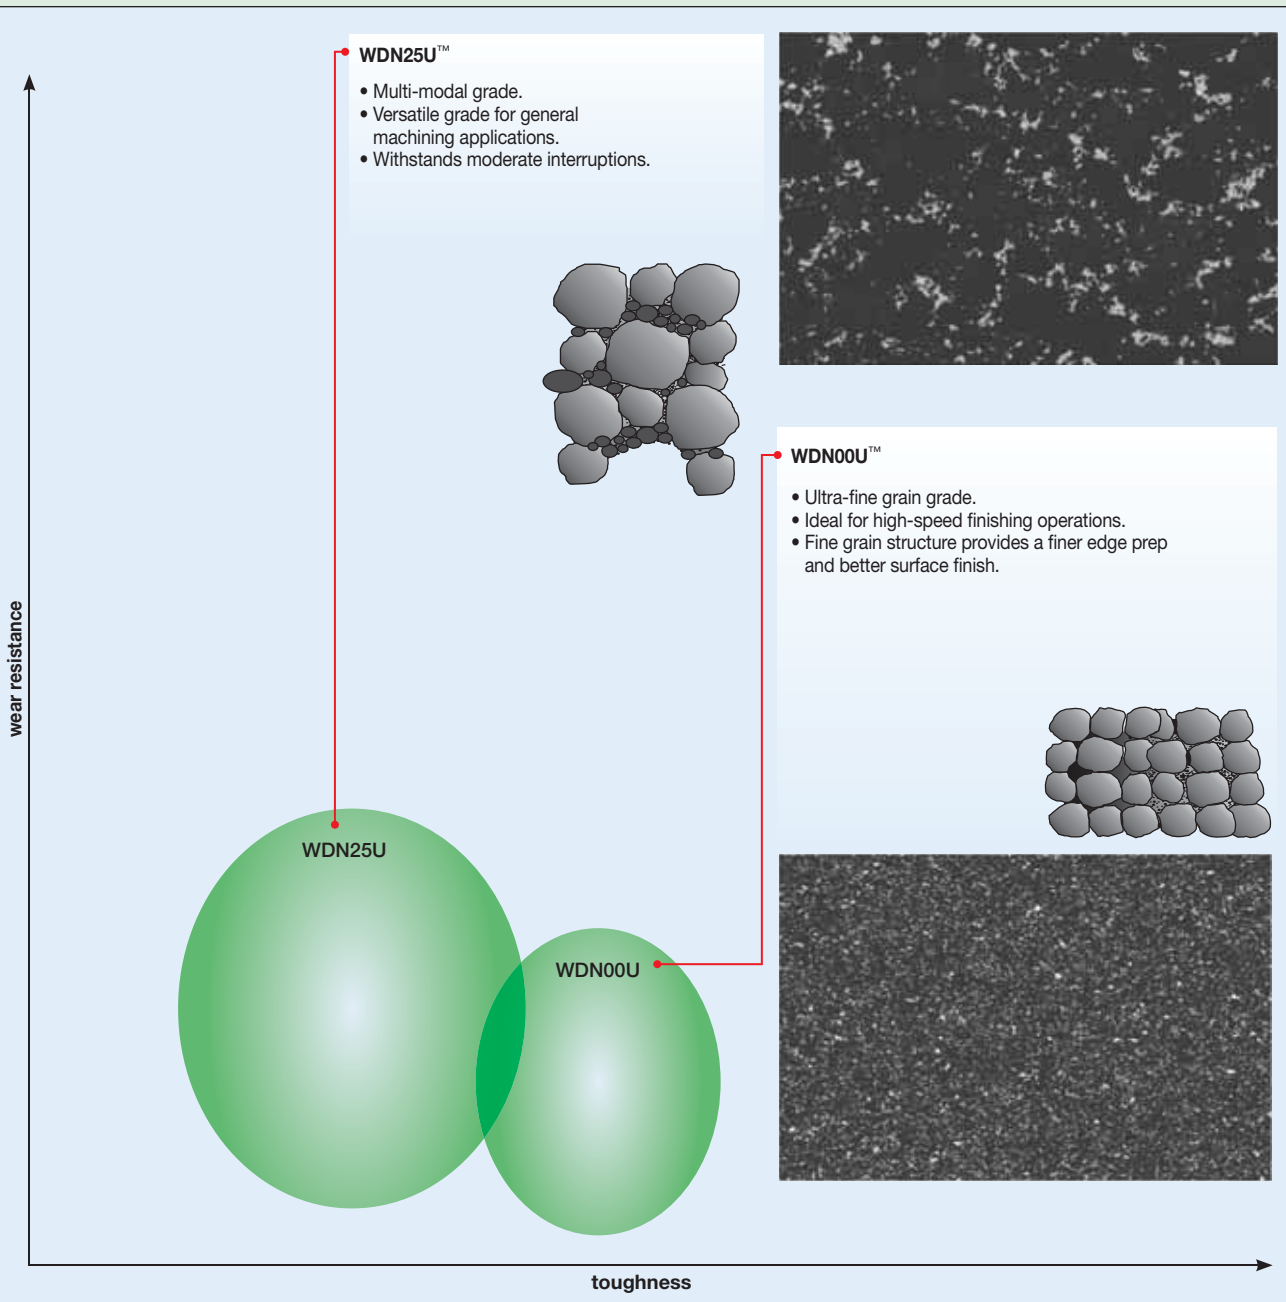 WDN25U™
• Multi-modal grade.
• Versatile grade for general
machining applications.
• Withstands moderate interruptions.
WDN00U™
• Ultra-fine grain grade.
• Ideal for high-speed finishing operations.
• Fine grain structure provides a finer edge prep
and better surface finish.
wear resistance
WDN25U
WDN00U
toughness